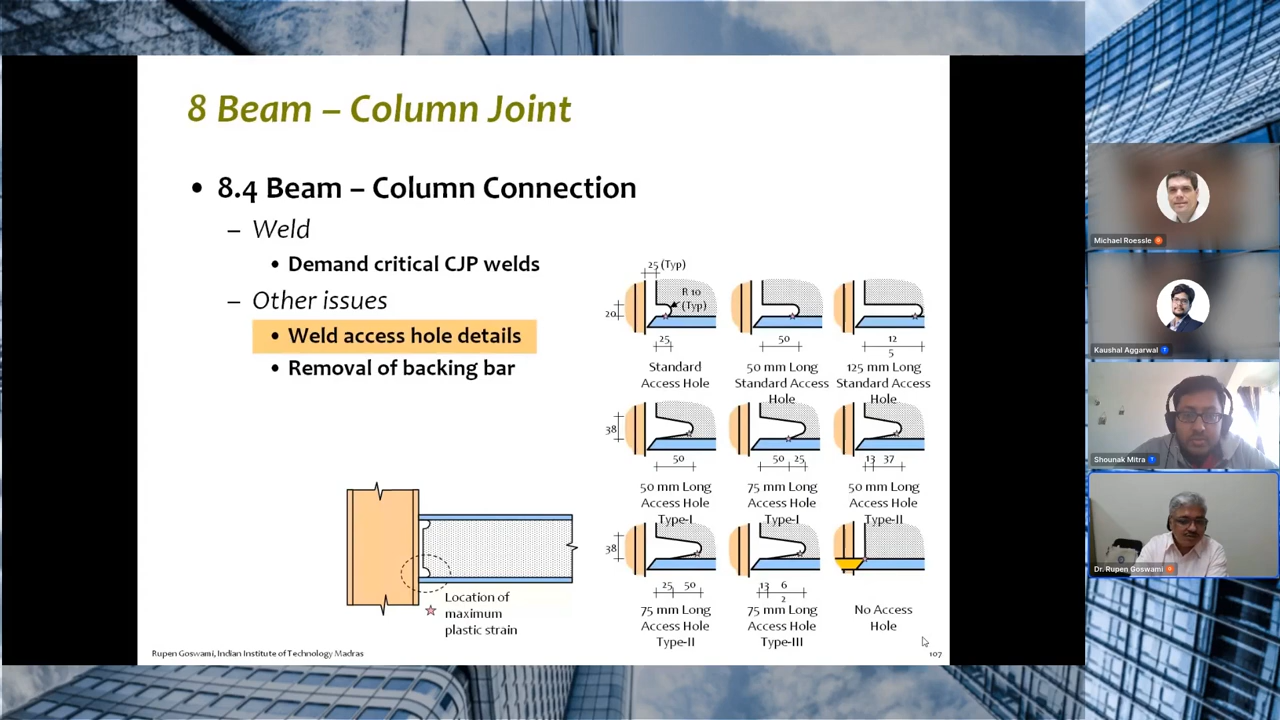 8 Beam – Column Joint
• 8.4 Beam – Column Connection
– Weld
• Demand critical CJP welds
– Other issues
• Weld access hole details
• Removal of backing bar
25 (Typ)
R 10
(Typ)
20
25
Standard
Access Hole
50
50 mm Long
Standard Access
Hole
12
5
125 mm Long
Standard Access
Hole
38
50
50 mm Long
Access Hole
Type-I
50 25
75 mm Long
Access Hole
Type-I
13 37
50 mm Long
Access Hole
Type-II
38
25 50
75 mm Long
Access Hole
Type-II
13 6
2
75 mm Long
Access Hole
Type-III
No Access
Hole
Location of
maximum
plastic strain
Rupen Goswami, Indian Institute of Technology Madras
107
Michael Roessle
Kaushal Aggarwal
Shounak Mitra
Dr. Rupen Goswami